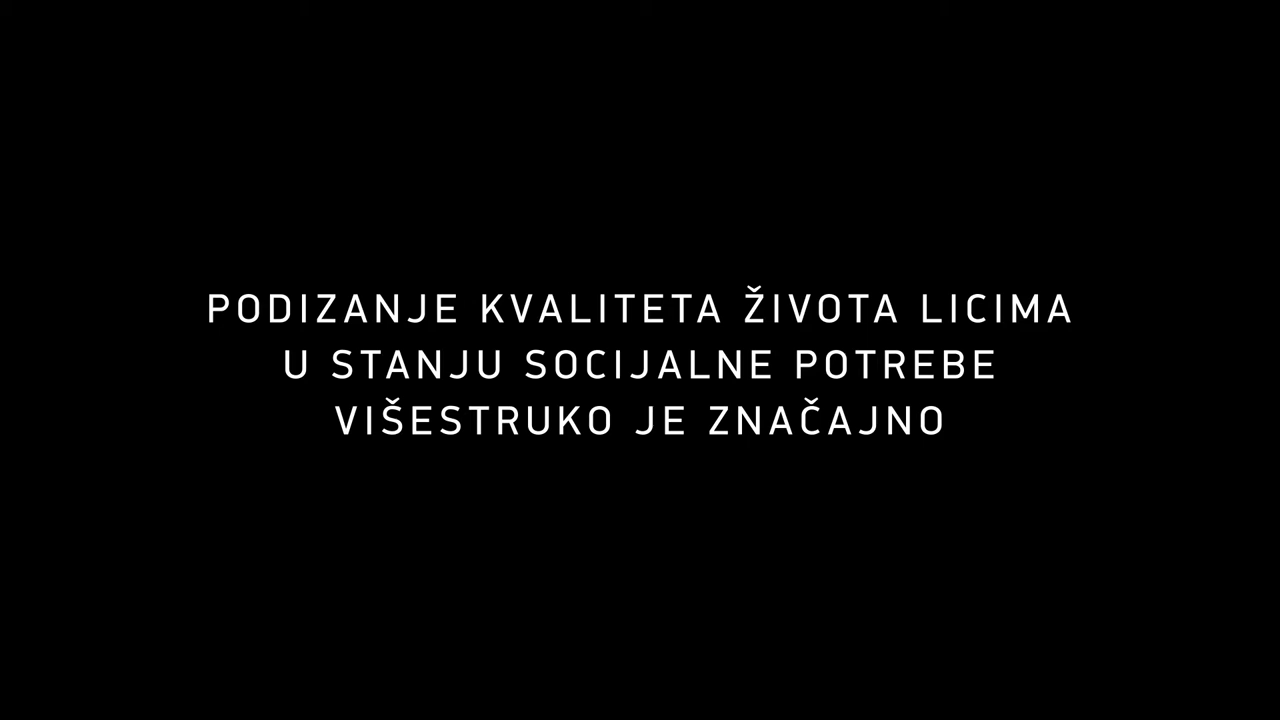 PODIZANJE KVALITETA ŽIVOTA LICIMA
U STANJU SOCIJALNE POTREBE
VIŠESTRUKO JE ZNAČAJNO